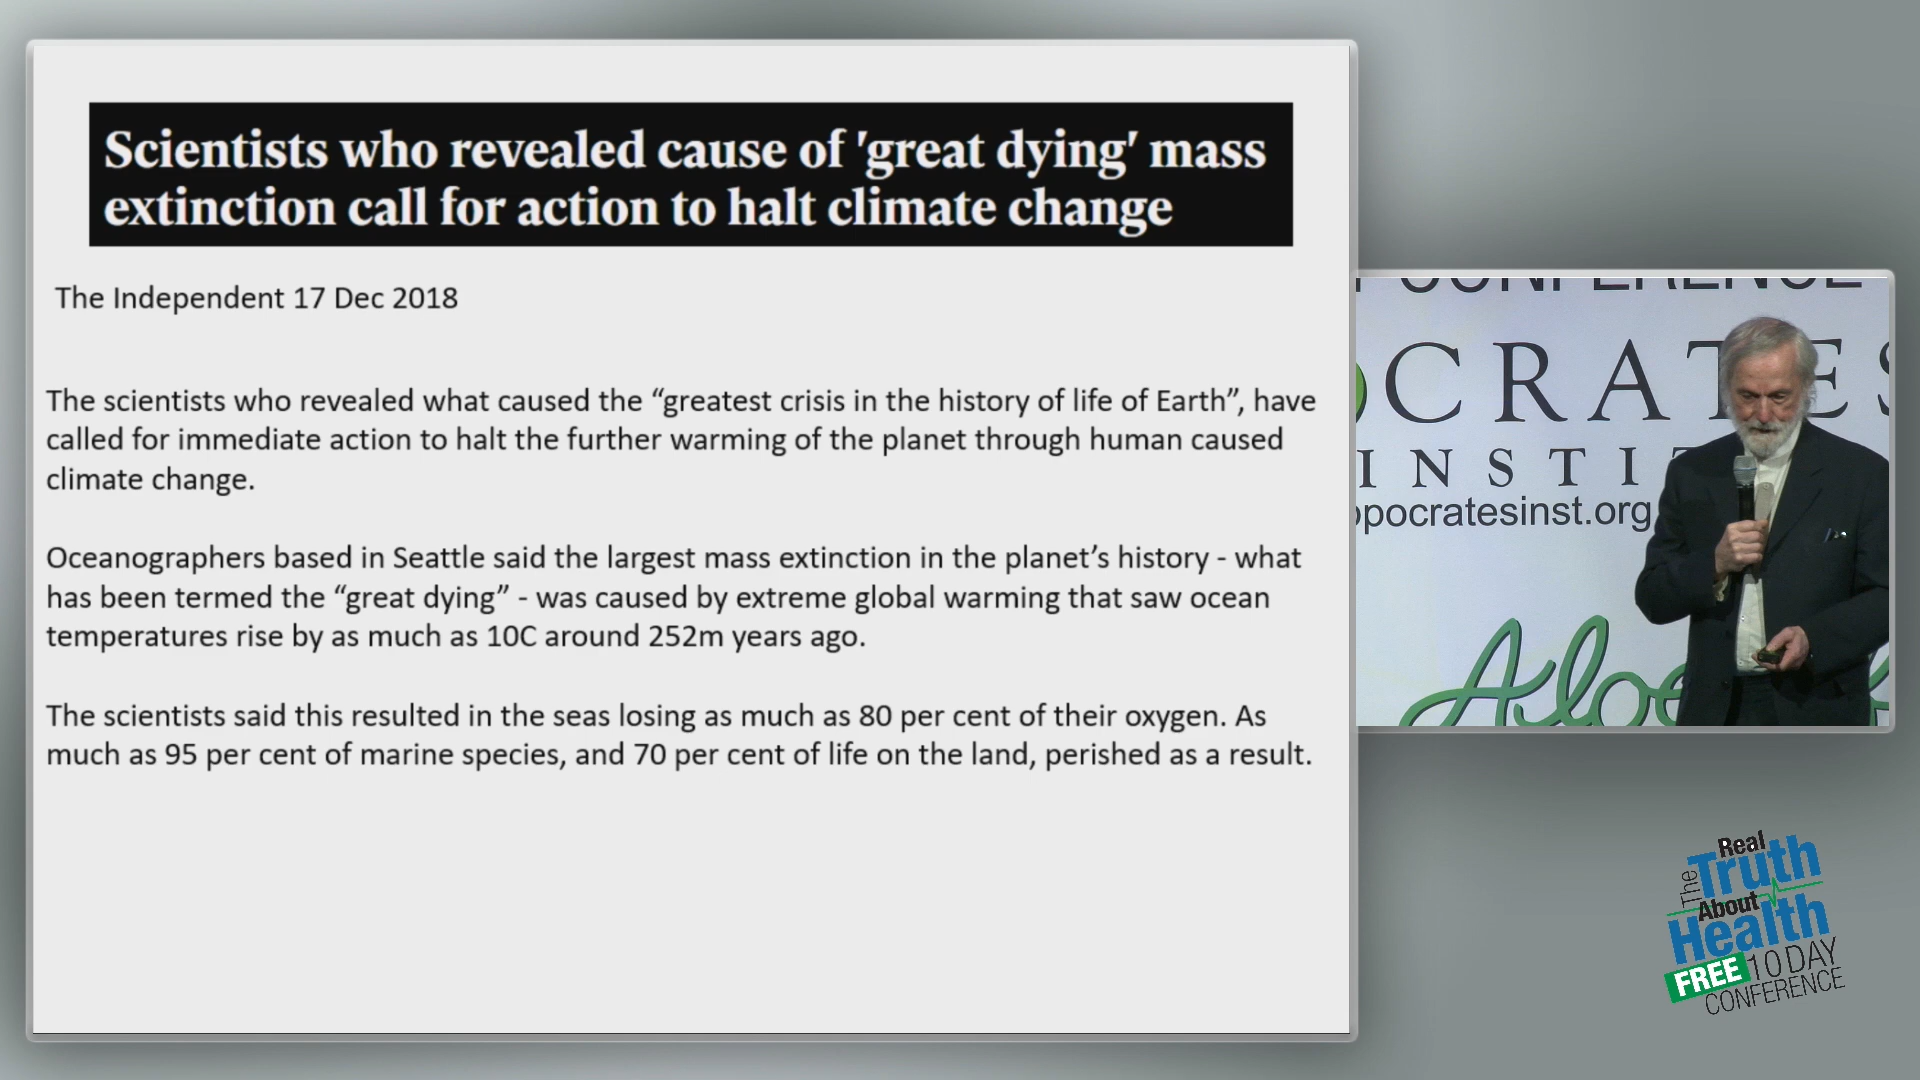 Scientists who revealed cause of 'great dying' mass
extinction call for action to halt climate change
The Independent 17 Dec 2018
The scientists who revealed what caused the “greatest crisis in the history of life of Earth”, have
called for immediate action to halt the further warming of the planet through human caused
climate change.
Oceanographers based in Seattle said the largest mass extinction in the planet’s history - what
has been termed the “great dying” - was caused by extreme global warming that saw ocean
temperatures rise by as much as 10C around 252m years ago.
The scientists said this resulted in the seas losing as much as 80 per cent of their oxygen. As
much as 95 per cent of marine species, and 70 per cent of life on the land, perished as a result.
CONFERENCE
OCRATES
INSTI
ppocratesinst.org
Aloe
The Real
Truth
About
Health
FREE 10 DAY
CONFERENCE